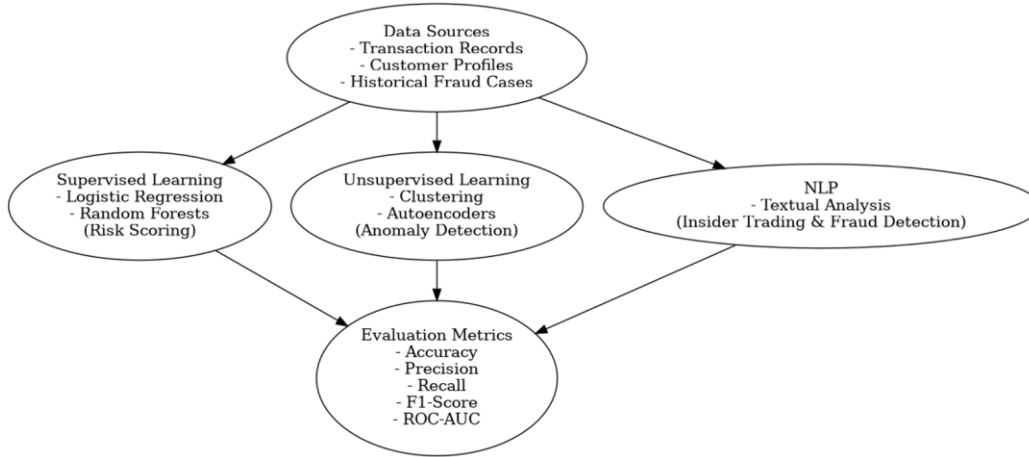 Data Sources
- Transaction Records
- Customer Profiles
- Historical Fraud Cases
Supervised Learning
- Logistic Regression
- Random Forests
(Risk Scoring)
Unsupervised Learning
- Clustering
- Autoencoders
(Anomaly Detection)
NLP
- Textual Analysis
(Insider Trading & Fraud Detection)
Evaluation Metrics
- Accuracy
- Precision
- Recall
- F1-Score
- ROC-AUC